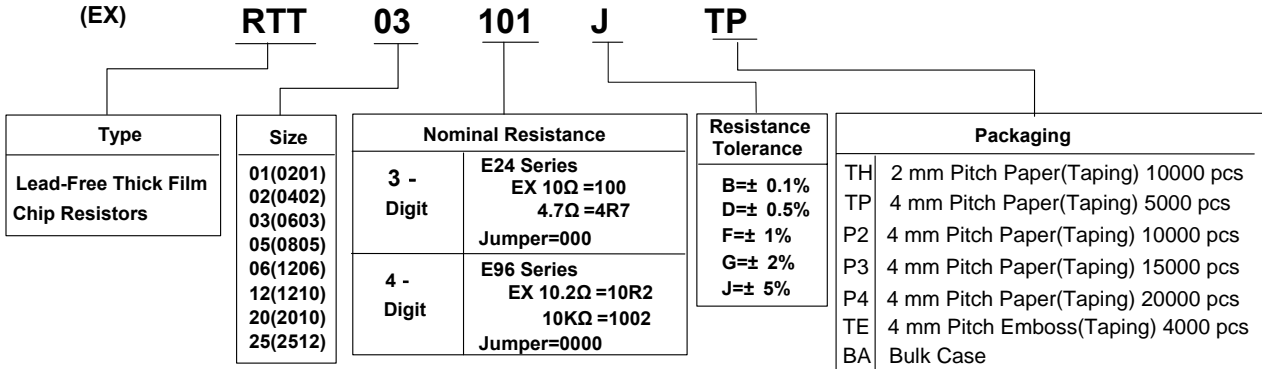 (EX) RTT 03 101 J TP
Type
Lead-Free Thick Film
Chip Resistors
Size
01(0201)
02(0402)
03(0603)
05(0805)
06(1206)
12(1210)
20(2010)
25(2512)
Nominal Resistance
3 -
Digit
E24 Series
EX 10Ω =100
4.7Ω =4R7
Jumper=000
4 -
Digit
E96 Series
EX 10.2Ω =10R2
10KΩ =1002
Jumper=0000
Resistance
Tolerance
B=± 0.1%
D=± 0.5%
F=± 1%
G=± 2%
J=± 5%
Packaging
TH 2 mm Pitch Paper(Taping) 10000 pcs
TP 4 mm Pitch Paper(Taping) 5000 pcs
P2 4 mm Pitch Paper(Taping) 10000 pcs
P3 4 mm Pitch Paper(Taping) 15000 pcs
P4 4 mm Pitch Paper(Taping) 20000 pcs
TE 4 mm Pitch Emboss(Taping) 4000 pcs
BA Bulk Case